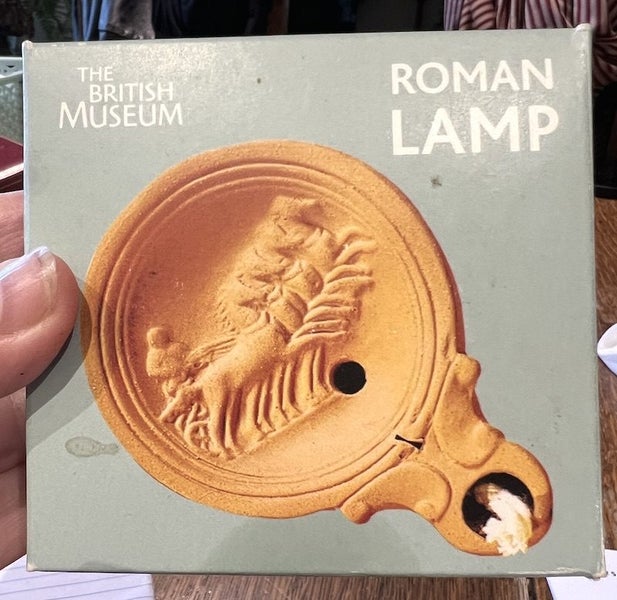 THE
BRITISH
MUSEUM
ROMAN
LAMP